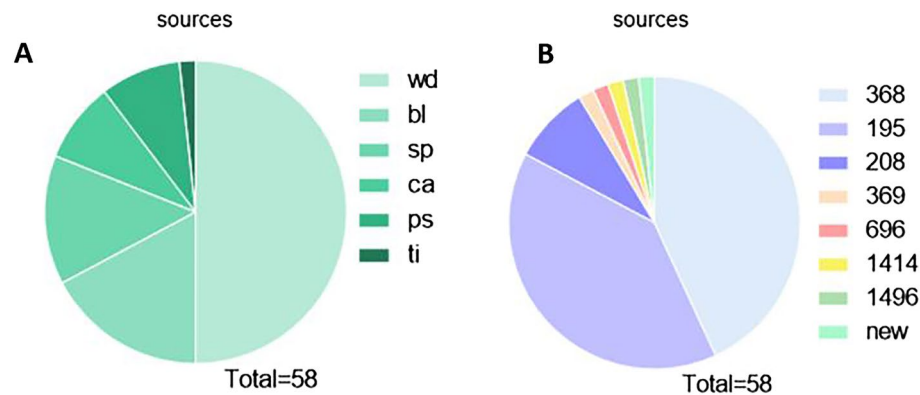 sources
A
wd
bl
sp
ca
ps
ti
Total=58
sources
B
368
195
208
369
696
1414
1496
new
Total=58